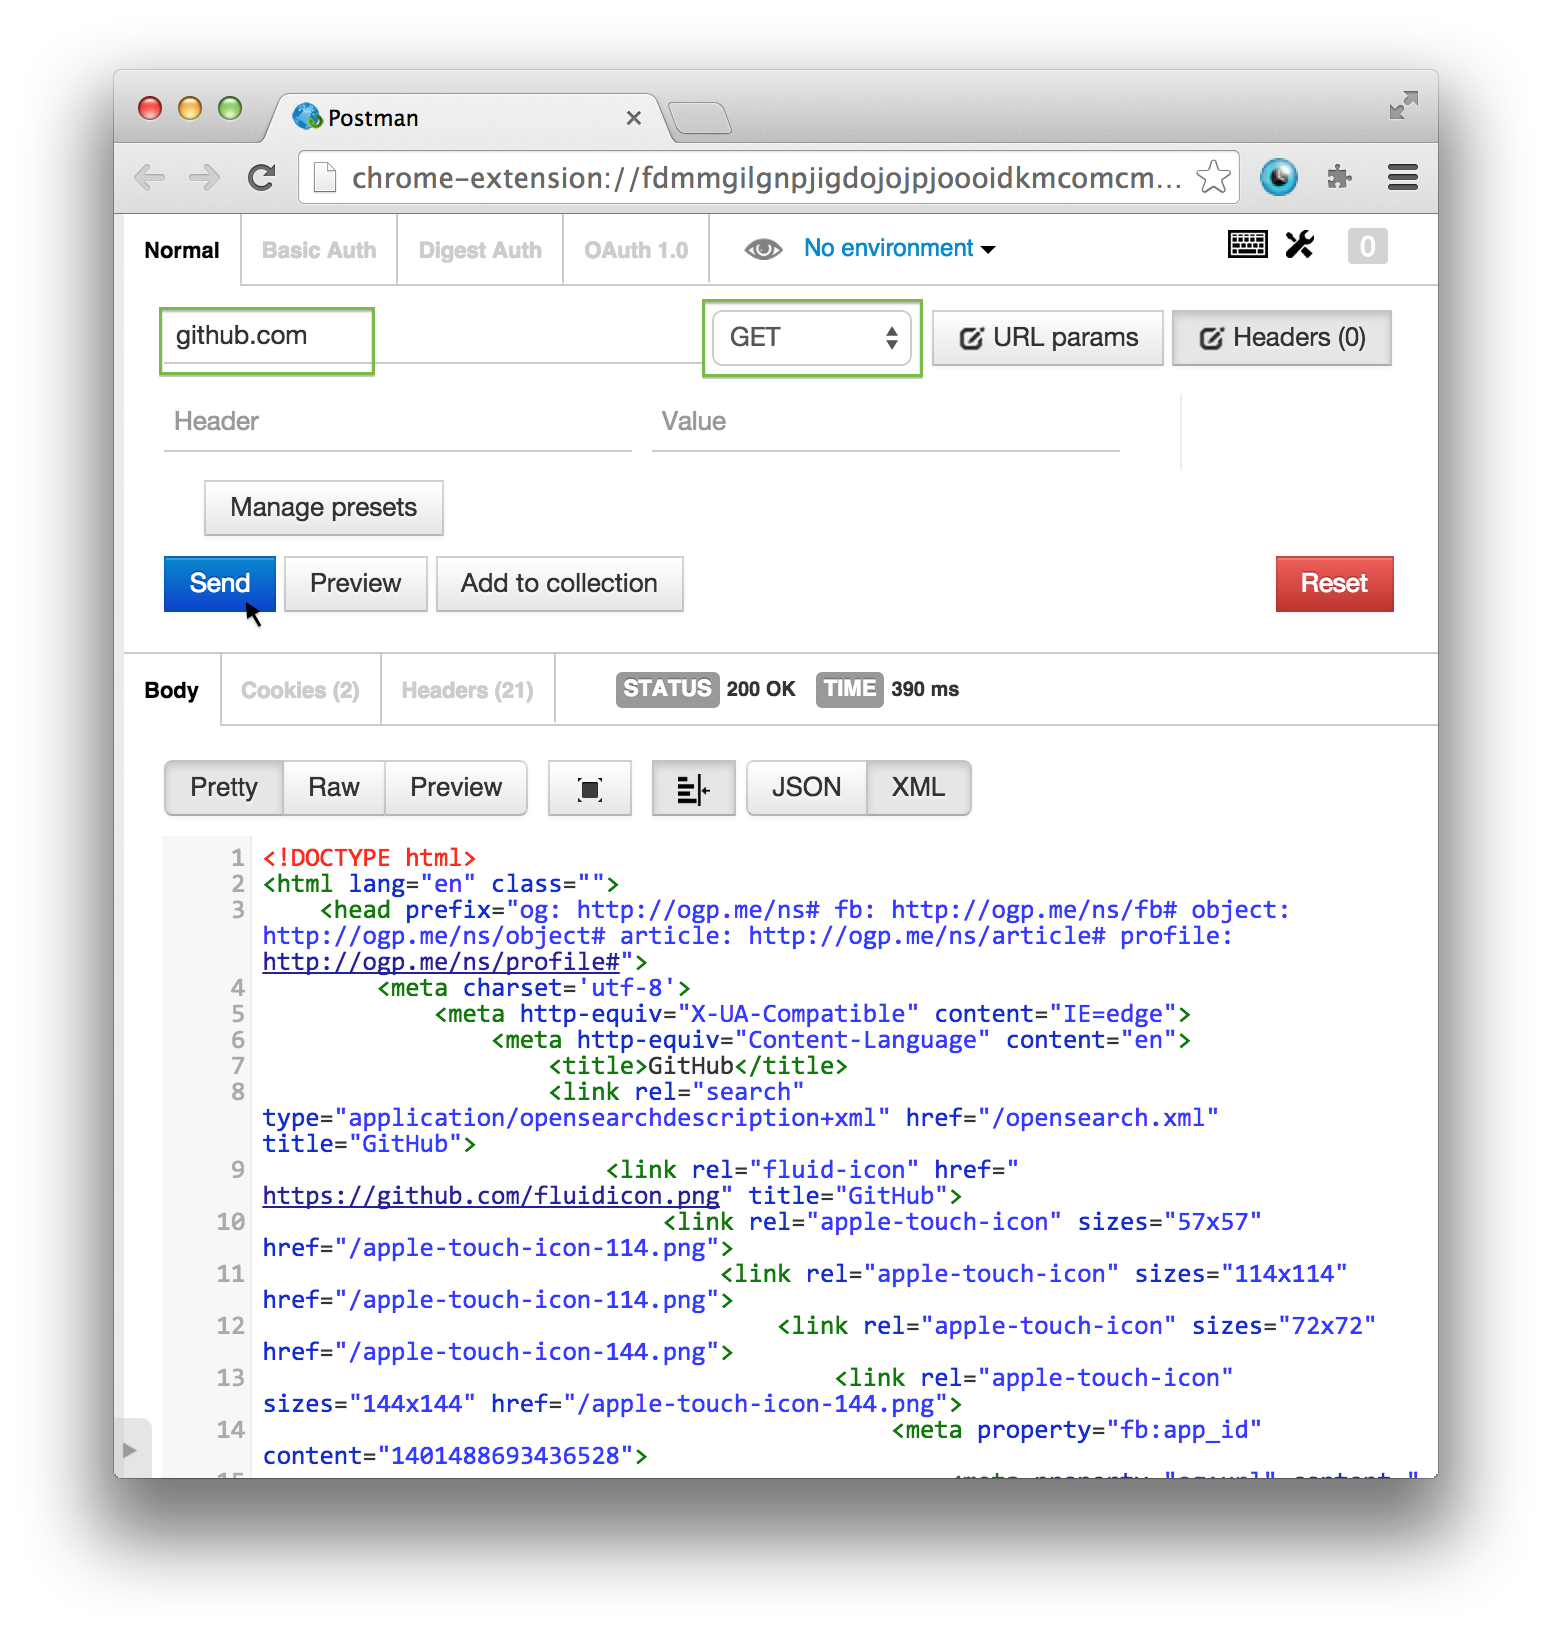 Postman
chrome-extension://fdmmgilgnpjigdojojpjoooidkmcomcm...
Normal Basic Auth Digest Auth OAuth 1.0 No environment 0
github.com GET URL params Headers (0)
Header Value
Manage presets
Send Preview Add to collection Reset
Body Cookies (2) Headers (21) STATUS 200 OK TIME 390 ms
Pretty Raw Preview JSON XML
1 <!DOCTYPE html>
2 <html lang="en" class="">
3 <head prefix="og: http://ogp.me/ns# fb: http://ogp.me/ns/fb# object:
http://ogp.me/ns/object# article: http://ogp.me/ns/article# profile:
http://ogp.me/ns/profile#">
4 <meta charset='utf-8'>
5 <meta http-equiv="X-UA-Compatible" content="IE=edge">
6 <meta http-equiv="Content-Language" content="en">
7 <title>GitHub</title>
8 <link rel="search"
type="application/opensearchdescription+xml" href="/opensearch.xml"
title="GitHub">
9 <link rel="fluid-icon" href="
https://github.com/fluidicon.png" title="GitHub">
10 <link rel="apple-touch-icon" sizes="57x57"
href="/apple-touch-icon-114.png">
11 <link rel="apple-touch-icon" sizes="114x114"
href="/apple-touch-icon-114.png">
12 <link rel="apple-touch-icon" sizes="72x72"
href="/apple-touch-icon-144.png">
13 <link rel="apple-touch-icon"
sizes="144x144" href="/apple-touch-icon-144.png">
14 <meta property="fb:app_id"
content="1401488693436528">
15 <meta property="og:url" content="